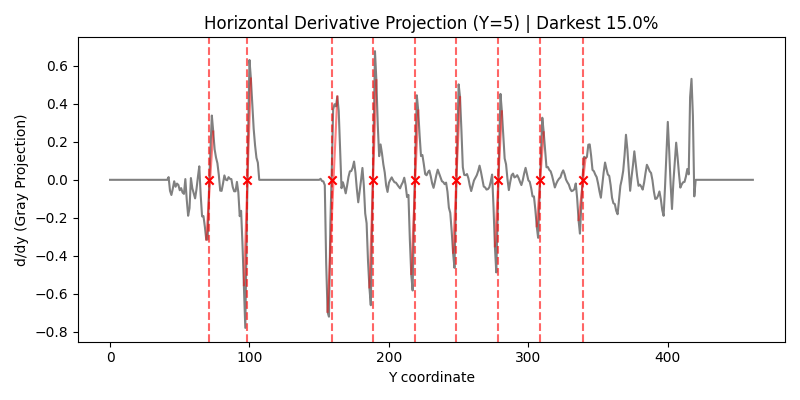 Horizontal Derivative Projection (Y=5) | Darkest 15.0%
d/dy (Gray Projection)
0.6
0.4
0.2
0.0
−0.2
−0.4
−0.6
−0.8
0 100 200 300 400
Y coordinate